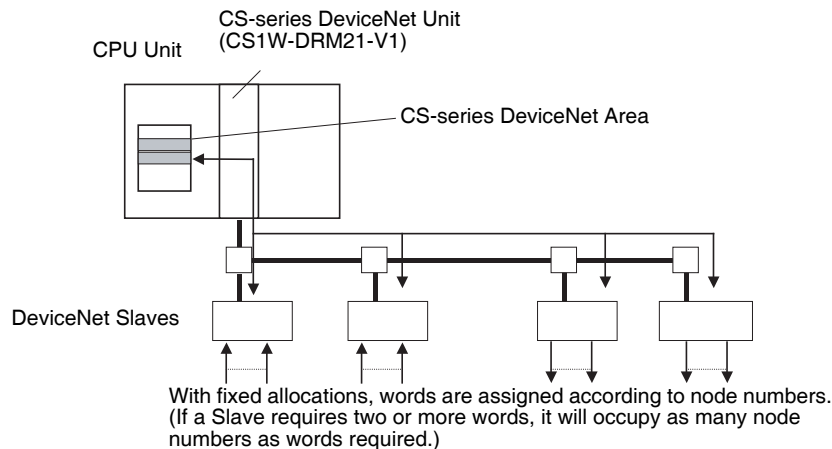 CS-series DeviceNet Unit
(CS1W-DRM21-V1)
CPU Unit
CS-series DeviceNet Area
DeviceNet Slaves
With fixed allocations, words are assigned according to node numbers.
(If a Slave requires two or more words, it will occupy as many node
numbers as words required.)